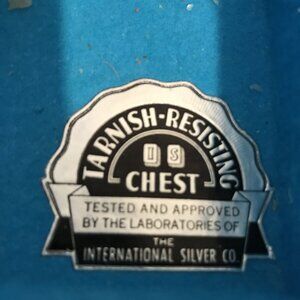 TARNISH-RESISTING
IS
CHEST
TESTED AND APPROVED
BY THE LABORATORIES OF
THE
INTERNATIONAL SILVER CO.